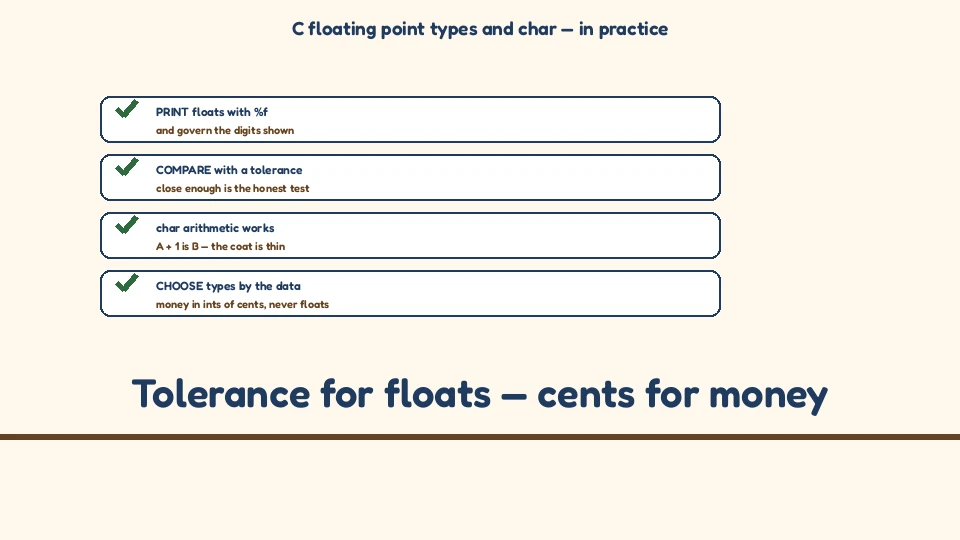 C floating point types and char — in practice
PRINT floats with %f
and govern the digits shown
COMPARE with a tolerance
close enough is the honest test
char arithmetic works
A + 1 is B — the coat is thin
CHOOSE types by the data
money in ints of cents, never floats
Tolerance for floats — cents for money